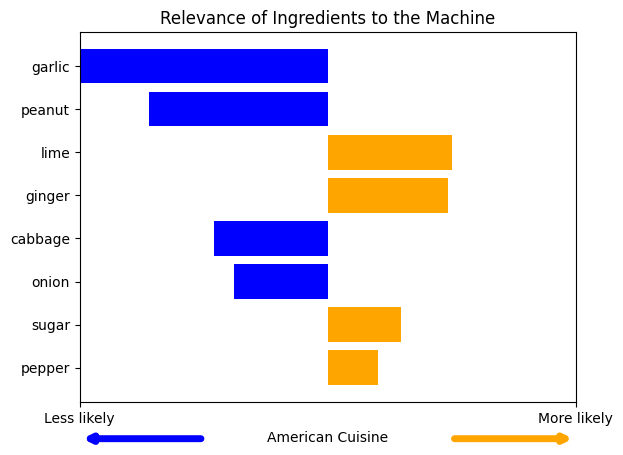 Relevance of Ingredients to the Machine
garlic
peanut
lime
ginger
cabbage
onion
sugar
pepper
Less likely
More likely
American Cuisine